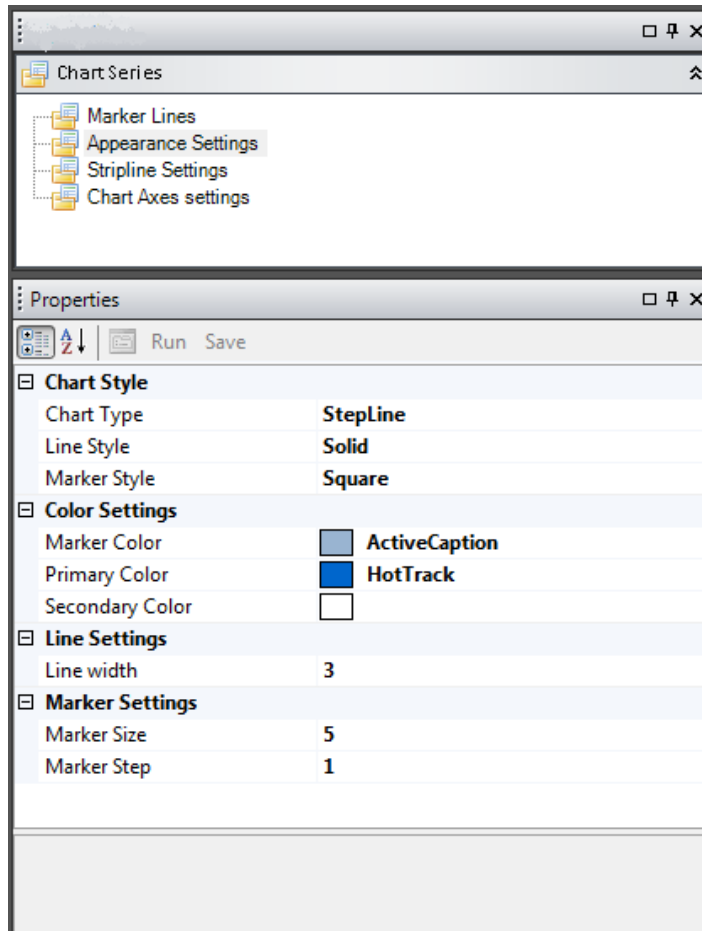 Chart Series
Marker Lines
Appearance Settings
Stripline Settings
Chart Axes settings
Properties
A Z Run Save
Chart Style
Chart Type StepLine
Line Style Solid
Marker Style Square
Color Settings
Marker Color ActiveCaption
Primary Color HotTrack
Secondary Color
Line Settings
Line width 3
Marker Settings
Marker Size 5
Marker Step 1